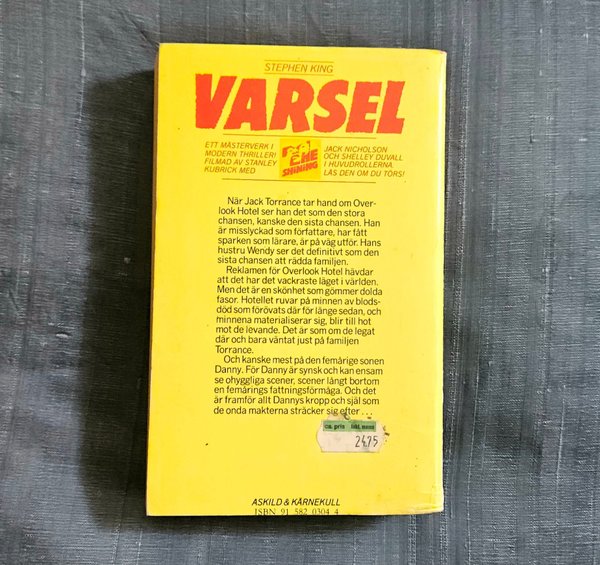 STEPHEN KING
VARSEL
ETT MÄSTERVERK I
MODERN THRILLER!
FILMAD AV STANLEY
KUBRICK MED
THE
SHINING
JACK NICHOLSON
OCH SHELLEY DUVALL
I HUVUDROLLERNA
LÄS DEN OM DU TÖRS!
När Jack Torrance tar hand om Over-
look Hotel ser han det som den stora
chansen, kanske den sista chansen. Han
är misslyckad som författare, har fått
sparken som lärare, är på väg utför. Hans
hustru Wendy ser det definitivt som den
sista chansen att rädda familjen.
Reklamen för Overlook Hotel hävdar
att det har det vackraste läget i världen.
Men det är en skönhet som gömmer dolda
fasor. Hotellet ruvar på minnen av blods-
död som förövats där för länge sedan, och
minnena materialiserar sig, blir till hot
mot de levande. Det är som om de legat
där och bara väntat just på familjen
Torrance.
Och kanske mest på den femårige sonen
Danny. För Danny är synsk och kan ensam
se ohyggliga scener, scener långt bortom
en femårings fattningsförmåga. Och det
är framför allt Dannys kropp och själ som
de onda makterna sträcker sig efter . . .
ca. pris inkl. moms
24.75
ASKILD & KÄRNEKULL
ISBN 91 582 0304 4